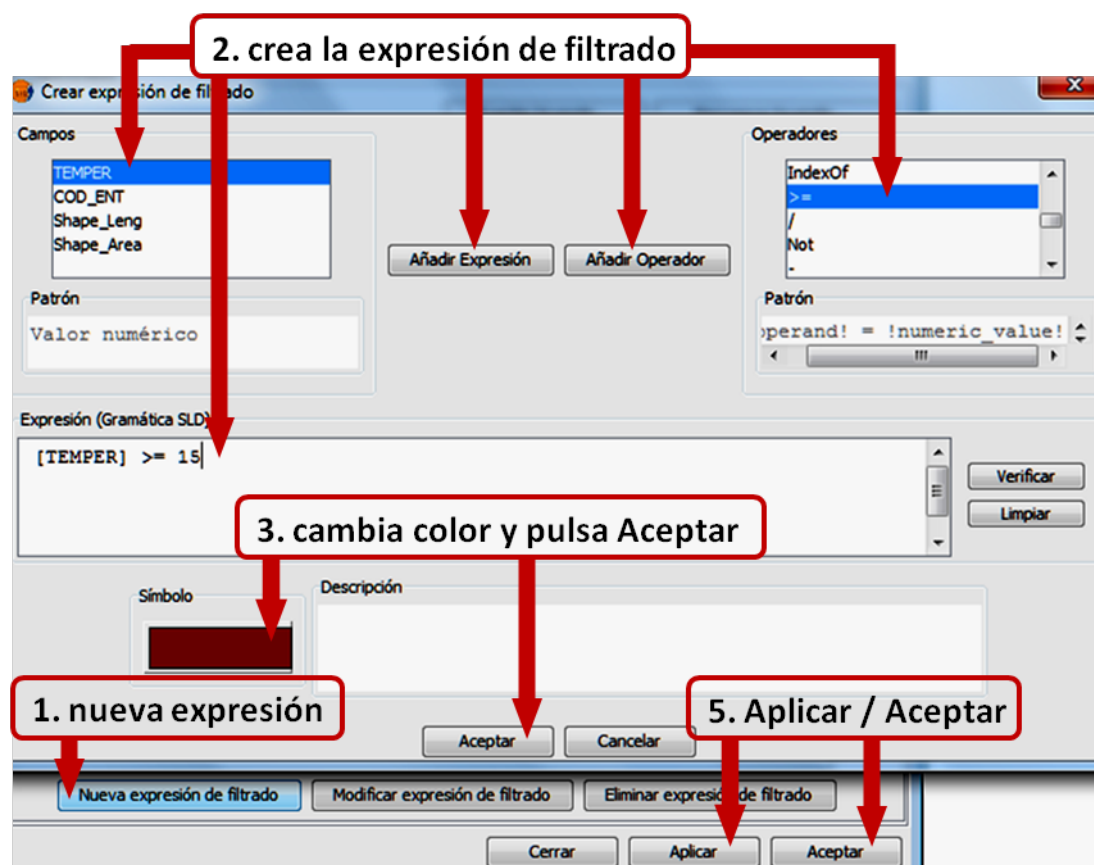 2. crea la expresión de filtrado
Crear expresión de filtrado
Campos
TEMPER
COD_ENT
Shape_Leng
Shape_Area
Patrón
Valor numérico
Añadir Expresión
Añadir Operador
Operadores
IndexOf
>=
/
Not
-
Patrón
operand! = !numeric_value!
Expresión (Gramática SLD)
[TEMPER] >= 15
Verificar
Limpiar
3. cambia color y pulsa Aceptar
Símbolo
Descripción
1. nueva expresión
5. Aplicar / Aceptar
Aceptar
Cancelar
Nueva expresión de filtrado
Modificar expresión de filtrado
Eliminar expresión de filtrado
Cerrar
Aplicar
Aceptar